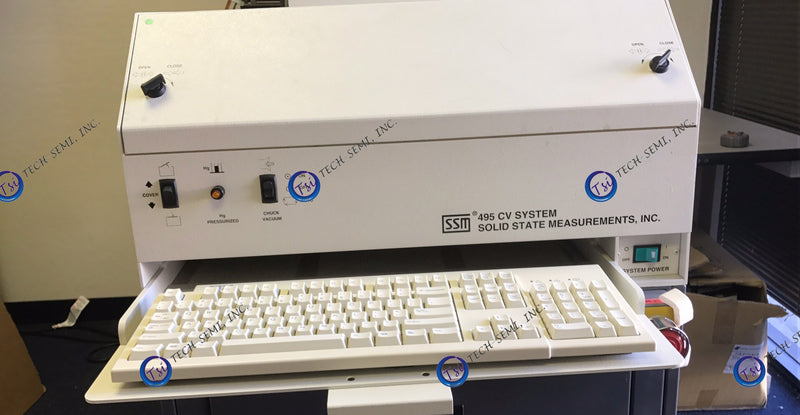 OPEN CLOSE
OPEN CLOSE
Tsi TECH SEMI, INC.
Tsi TECH SEMI, INC.
Tsi
COVER
Hg
Hg
PRESSURIZED
CHUCK
VACUUM
SSM® 495 CV SYSTEM
SOLID STATE MEASUREMENTS, INC.
OFF ON
SYSTEM POWER
Tsi TECH SEMI, INC.
Tsi TECH SEMI, INC.
Tsi